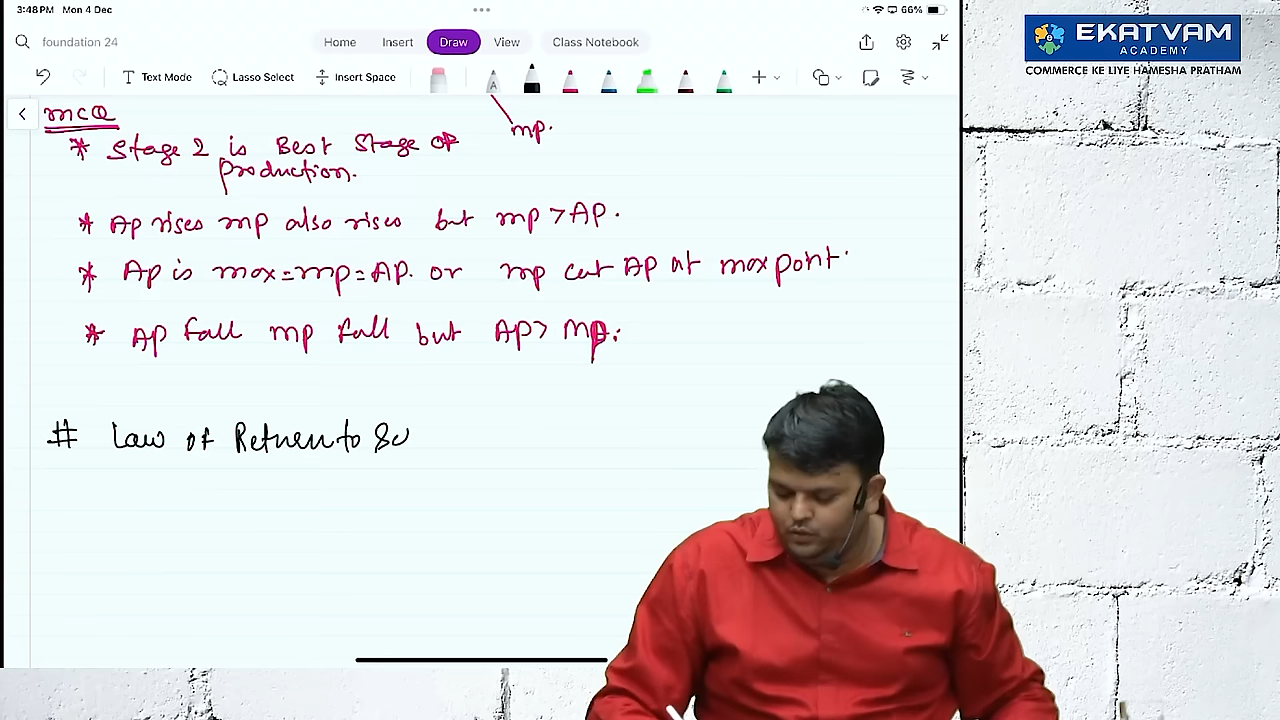 3:48 PM Mon 4 Dec
66%
foundation 24
Home Insert Draw View Class Notebook
Text Mode Lasso Select Insert Space
EKATVAM
ACADEMY
COMMERCE KE LIYE HAMESHA PRATHAM
MCQ
mp.
* Stage 2 is Best Stage of
production.
* Ap rises mp also rises but mp > AP.
* Ap is max = mp = AP. or mp cut AP at max point.
* Ap fall mp fall but AP > MP.
# Law of Return to Sc